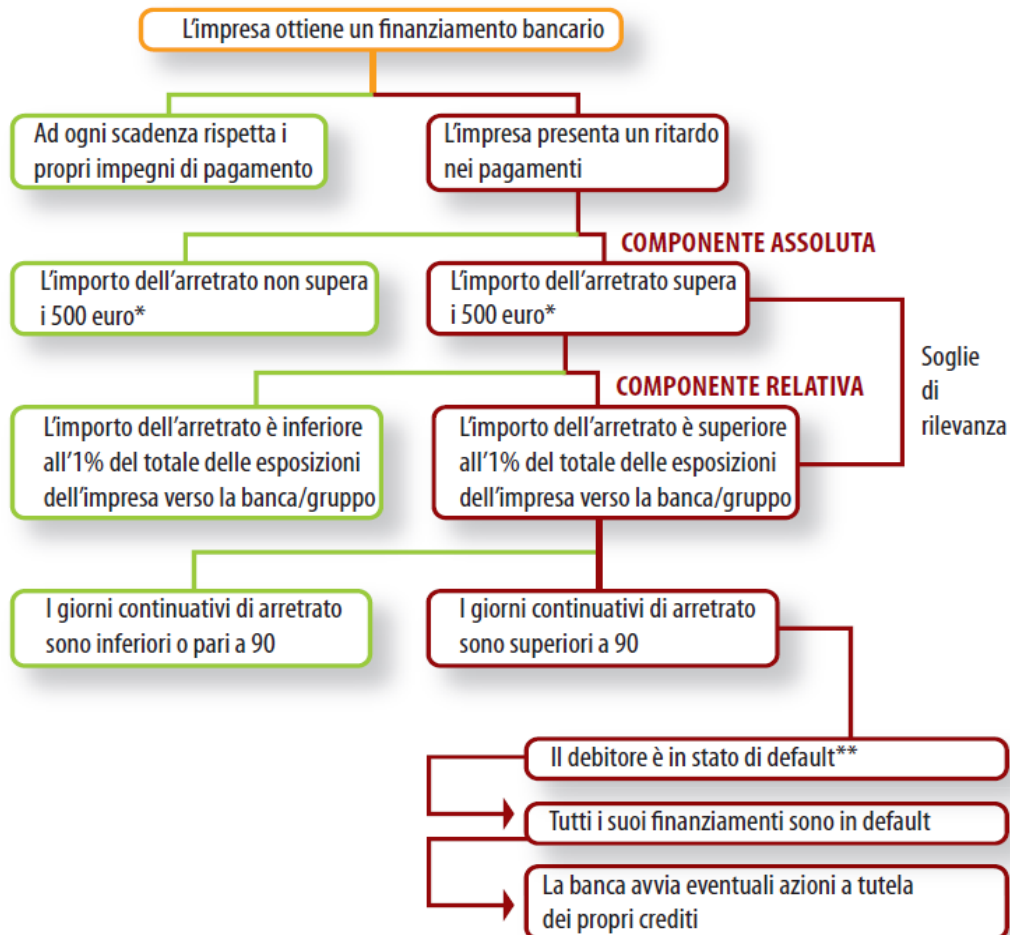 L'impresa ottiene un finanziamento bancario
Ad ogni scadenza rispetta i
propri impegni di pagamento
L'impresa presenta un ritardo
nei pagamenti
COMPONENTE ASSOLUTA
L'importo dell'arretrato non supera
i 500 euro*
L'importo dell'arretrato supera
i 500 euro*
Soglie
di
rilevanza
COMPONENTE RELATIVA
L'importo dell'arretrato è inferiore
all'1% del totale delle esposizioni
dell'impresa verso la banca/gruppo
L'importo dell'arretrato è superiore
all'1% del totale delle esposizioni
dell'impresa verso la banca/gruppo
I giorni continuativi di arretrato
sono inferiori o pari a 90
I giorni continuativi di arretrato
sono superiori a 90
Il debitore è in stato di default**
Tutti i suoi finanziamenti sono in default
La banca avvia eventuali azioni a tutela
dei propri crediti